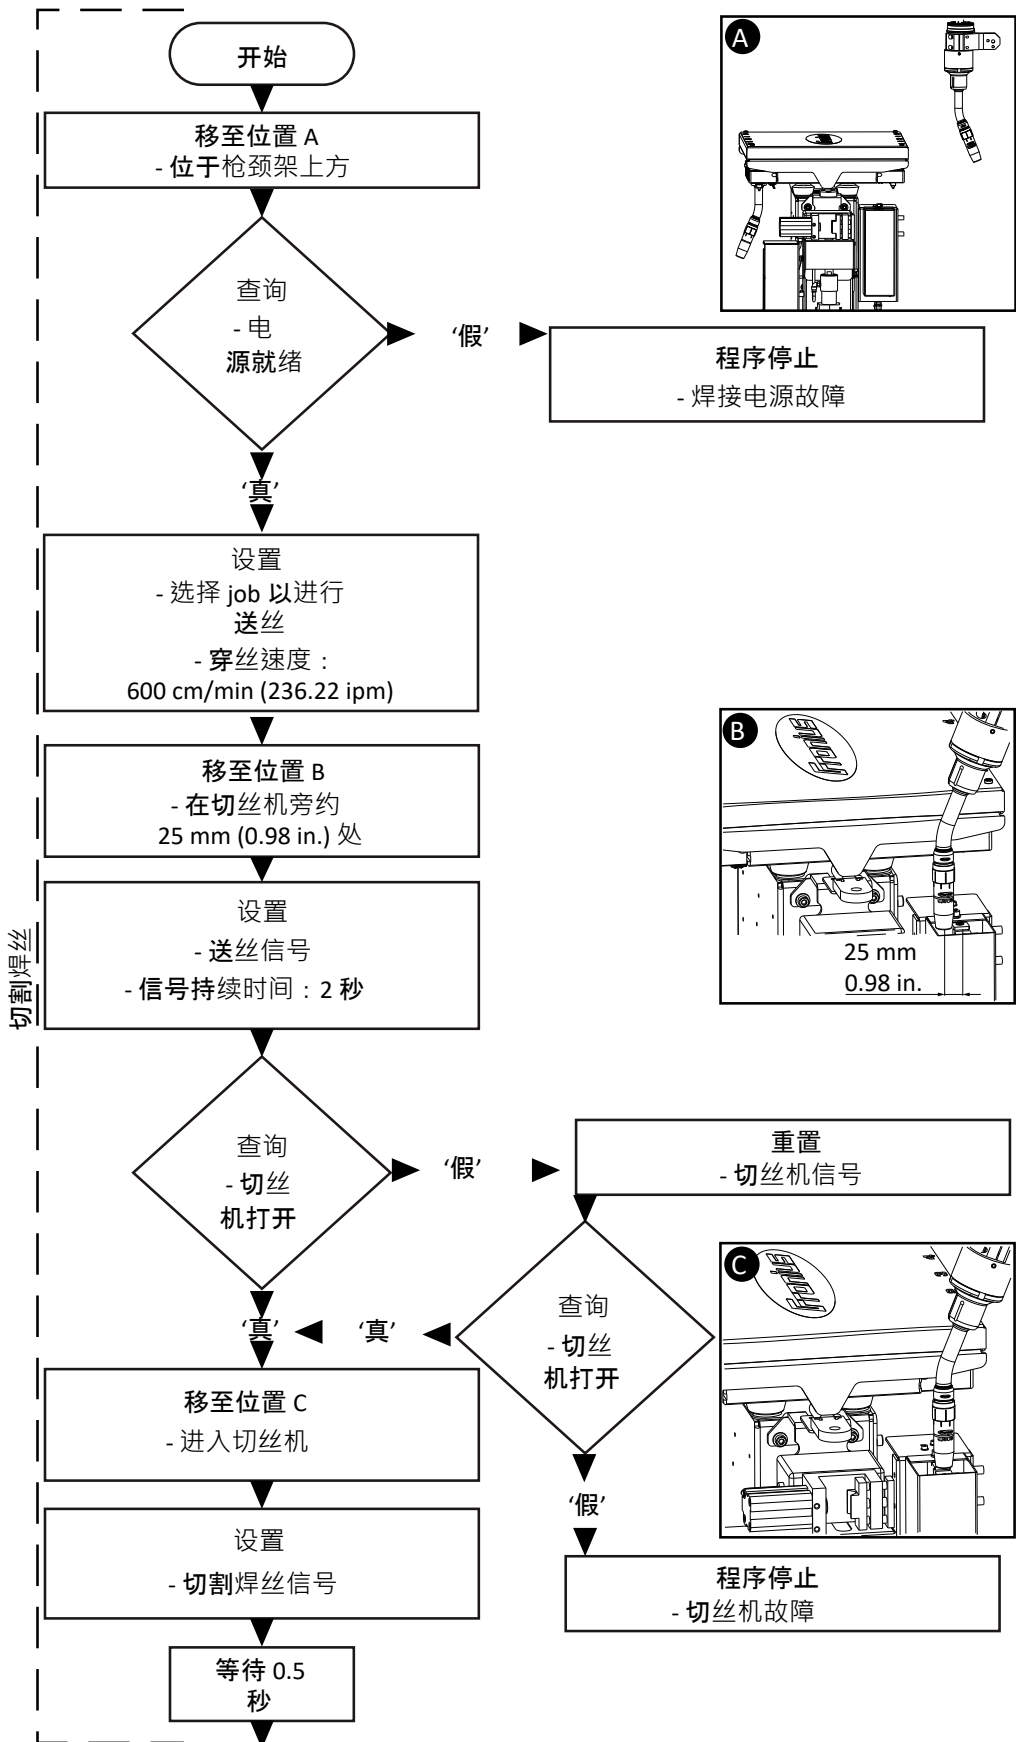 开始
移至位置 A
- 位于枪颈架上方
A
查询
- 电
源就绪
‘假’
程序停止
- 焊接电源故障
‘真’
设置
- 选择 job 以进行
送丝
- 穿丝速度：
600 cm/min (236.22 ipm)
移至位置 B
- 在切丝机旁约
25 mm (0.98 in.) 处
B
Fronius
25 mm
0.98 in.
设置
- 送丝信号
- 信号持续时间：2 秒
切割焊丝
查询
- 切丝
机打开
‘假’
重置
- 切丝机信号
查询
- 切丝
机打开
‘真’
‘真’
C
Fronius
移至位置 C
- 进入切丝机
‘假’
设置
- 切割焊丝信号
程序停止
- 切丝机故障
等待 0.5
秒